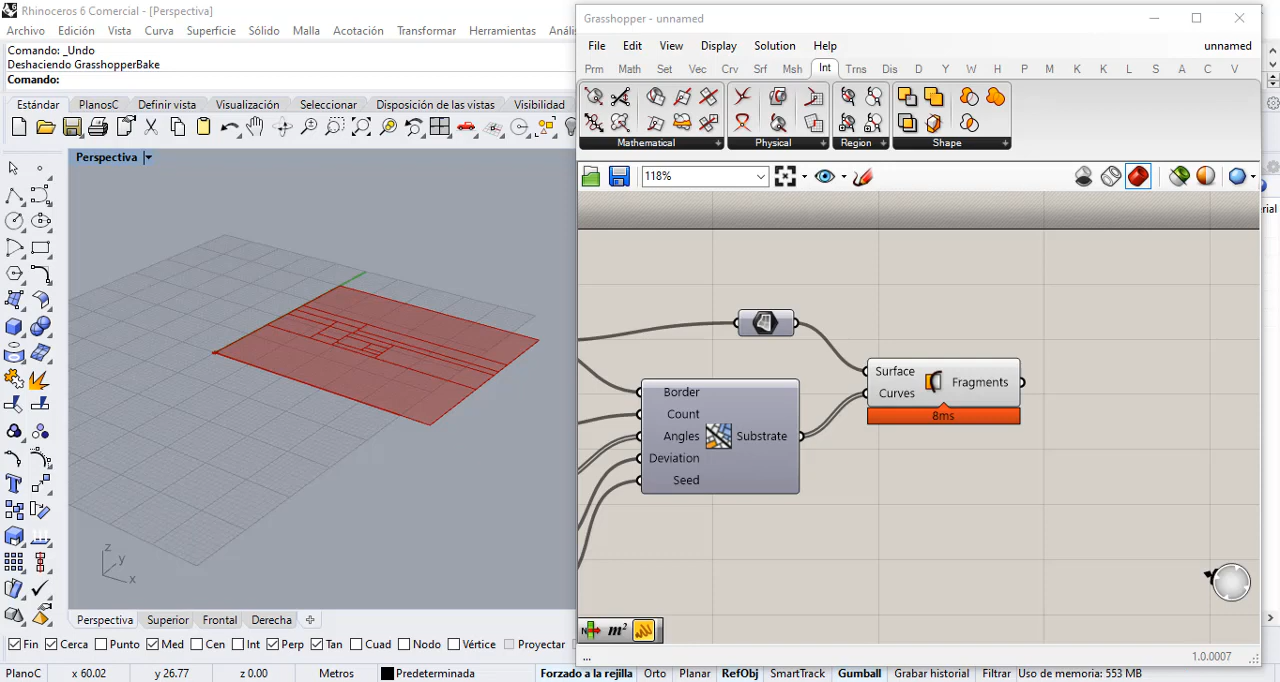 Rhinoceros 6 Comercial - [Perspectiva]
Archivo Edición Vista Curva Superficie Sólido Malla Acotación Transformar Herramientas Anális
Comando: _Undo
Deshaciendo GrasshopperBake
Comando:
Estándar PlanosC Definir vista Visualización Seleccionar Disposición de las vistas Visibilidad
Perspectiva
z
y
x
Perspectiva Superior Frontal Derecha
Fin Cerca Punto Med Cen Int Perp Tan Cuad Nodo Vértice Proyectar
PlanoC x 60.02 y 26.77 z 0.00 Metros Predeterminada Forzado a la rejilla Orto Planar RefObj SmartTrack Gumball Grabar historial Filtrar Uso de memoria: 553 MB
Grasshopper - unnamed
File Edit View Display Solution Help unnamed
Prm Math Set Vec Crv Srf Msh Int Trns Dis D Y W H P M K K L S A C V
Mathematical Physical Region Shape
118%
Surface
Curves
Fragments
8ms
Border
Count
Angles
Deviation
Seed
Substrate
N m²
...
1.0.0007
ial